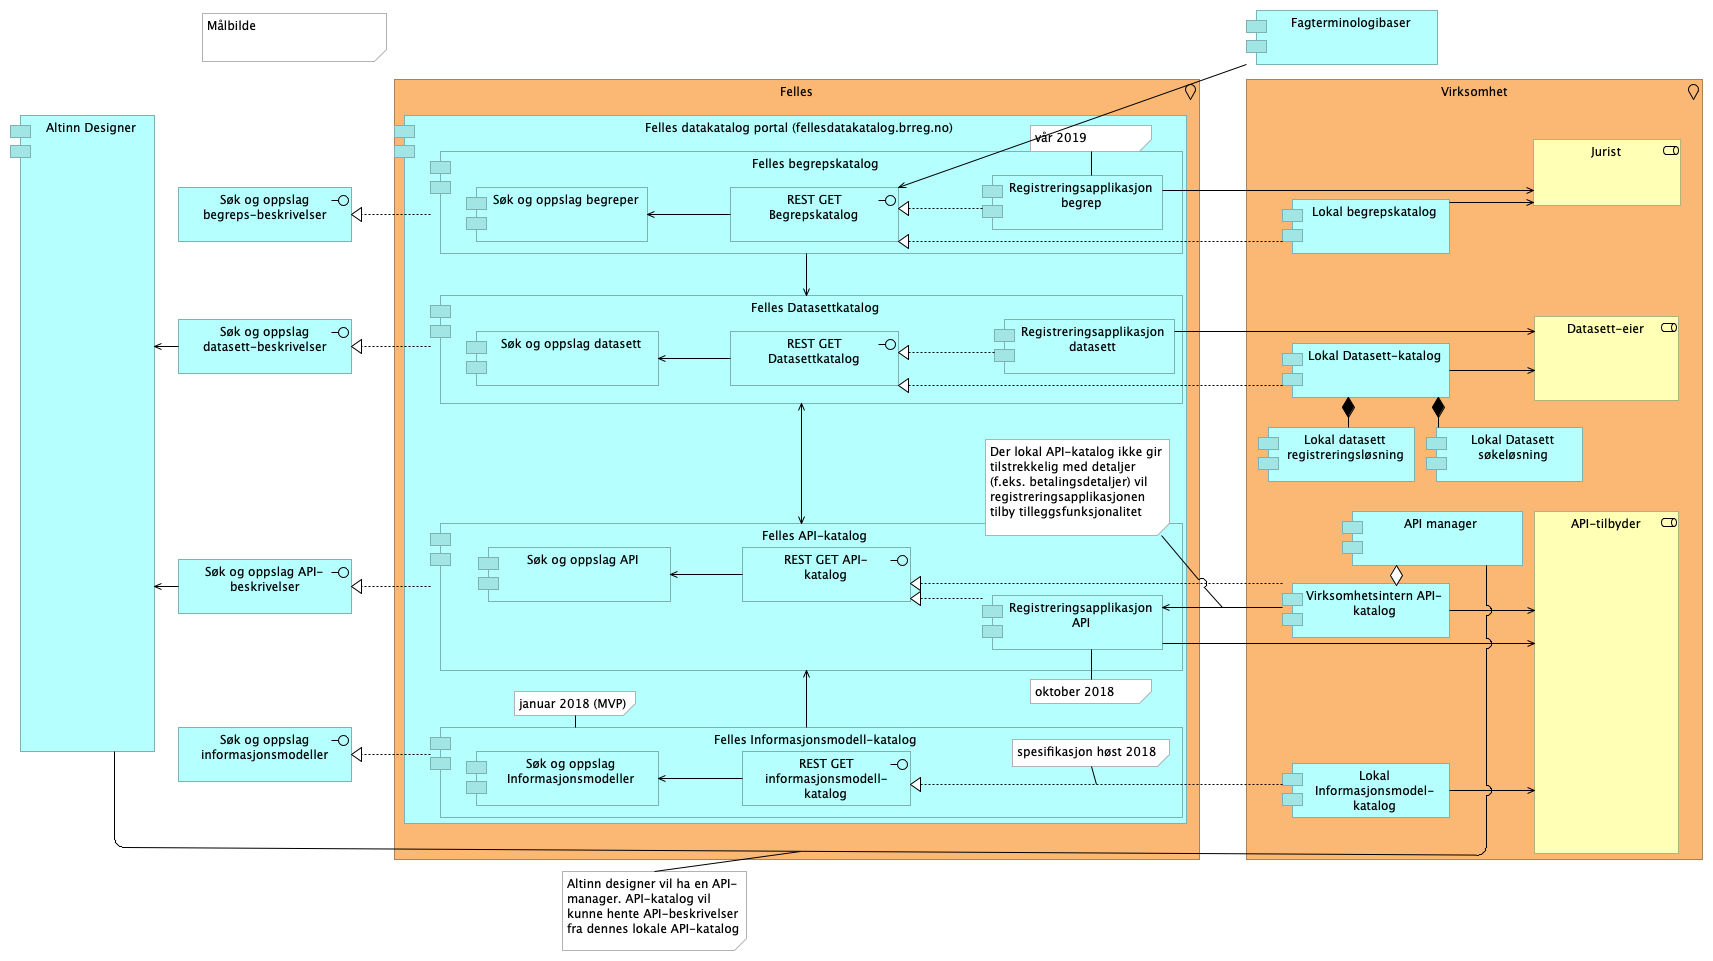 Målbilde
Fagterminologibaser
Felles
Virksomhet
Altinn Designer
Felles datakatalog portal (fellesdatakatalog.brreg.no)
vår 2019
Felles begrepskatalog
Jurist
Søk og oppslag
begreps-beskrivelser
Søk og oppslag begreper
REST GET
Begrepskatalog
Registreringsapplikasjon
begrep
Lokal begrepskatalog
Felles Datasettkatalog
Søk og oppslag
datasett-beskrivelser
Søk og oppslag datasett
REST GET
Datasettkatalog
Registreringsapplikasjon
datasett
Datasett-eier
Lokal Datasett-katalog
Lokal datasett
registreringsløsning
Lokal Datasett
søkeløsning
Der lokal API-katalog ikke gir
tilstrekkelig med detaljer
(f.eks. betalingsdetaljer) vil
registreringsapplikasjonen
tilby tilleggsfunksjonalitet
Felles API-katalog
API manager
API-tilbyder
Søk og oppslag API-
beskrivelser
Søk og oppslag API
REST GET API-
katalog
Registreringsapplikasjon
API
Virksomhetsintern API-
katalog
oktober 2018
januar 2018 (MVP)
Felles Informasjonsmodell-katalog
Søk og oppslag
informasjonsmodeller
Søk og oppslag
Informasjonsmodeller
REST GET
informasjonsmodell-
katalog
spesifikasjon høst 2018
Lokal
Informasjonsmodel-
katalog
Altinn designer vil ha en API-
manager. API-katalog vil
kunne hente API-beskrivelser
fra dennes lokale API-katalog